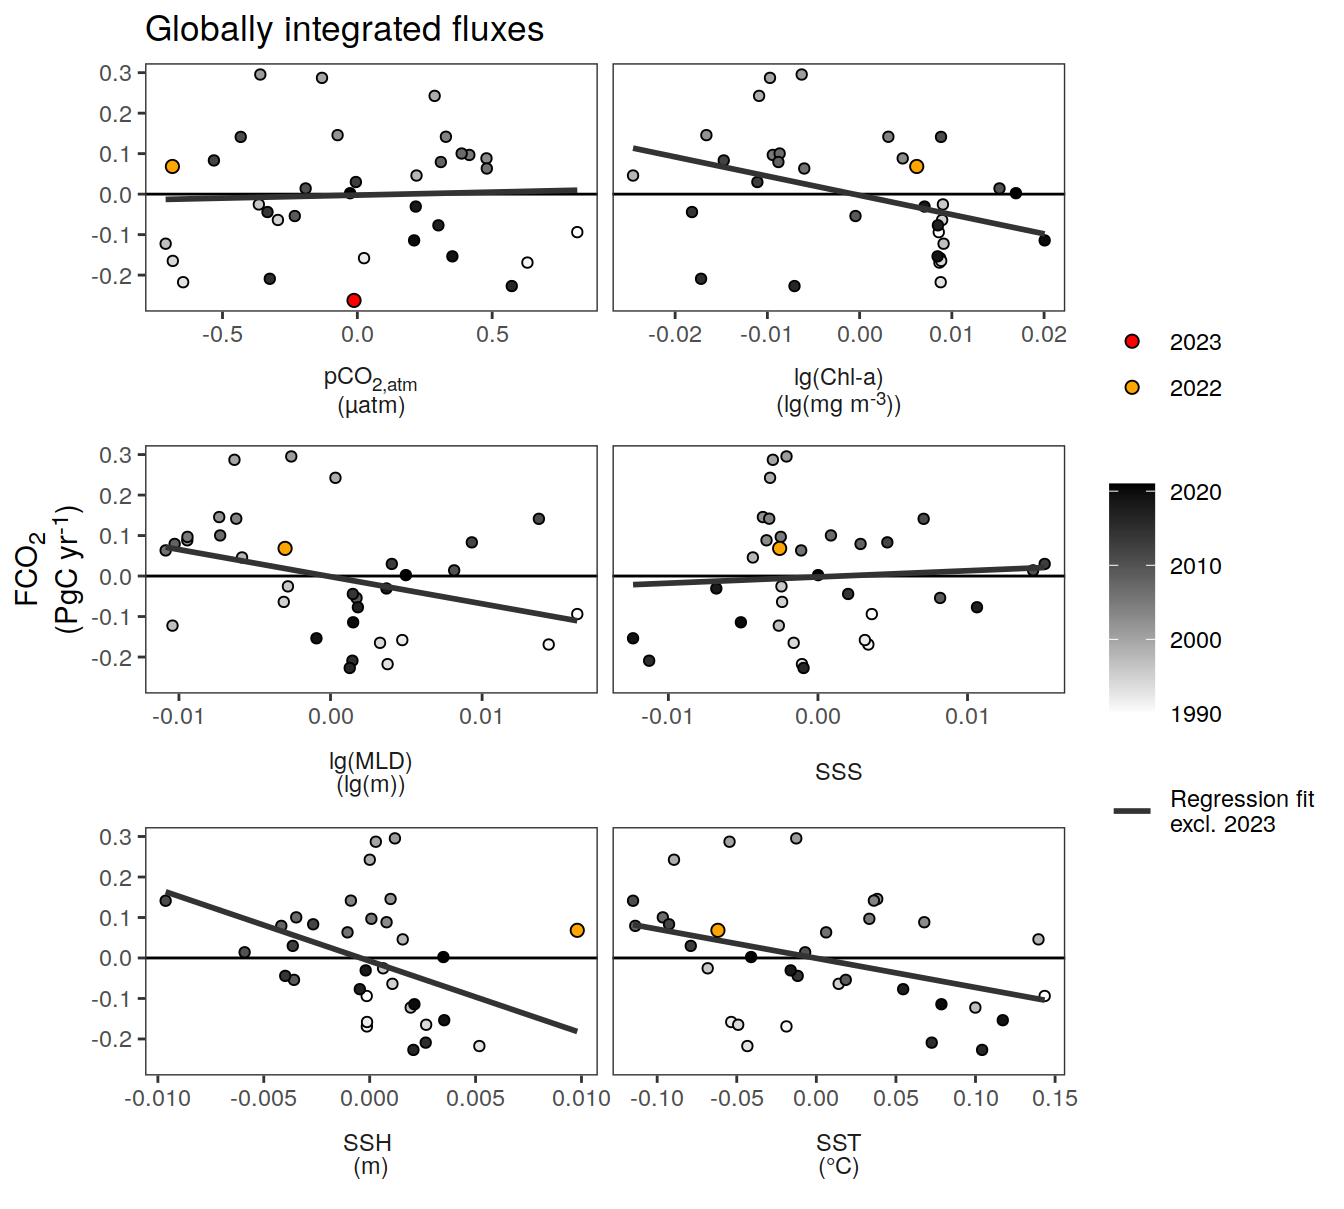 Globally integrated fluxes
FCO2
(PgC yr-1)
0.3
0.2
0.1
0.0
-0.1
-0.2
-0.5 0.0 0.5
pCO2,atm
(µatm)
-0.02 -0.01 0.00 0.01 0.02
lg(Chl-a)
(lg(mg m-3))
0.3
0.2
0.1
0.0
-0.1
-0.2
-0.01 0.00 0.01
lg(MLD)
(lg(m))
-0.01 0.00 0.01
SSS
0.3
0.2
0.1
0.0
-0.1
-0.2
-0.010 -0.005 0.000 0.005 0.010
SSH
(m)
-0.10 -0.05 0.00 0.05 0.10 0.15
SST
(°C)
2023
2022
2020
2010
2000
1990
Regression fit
excl. 2023